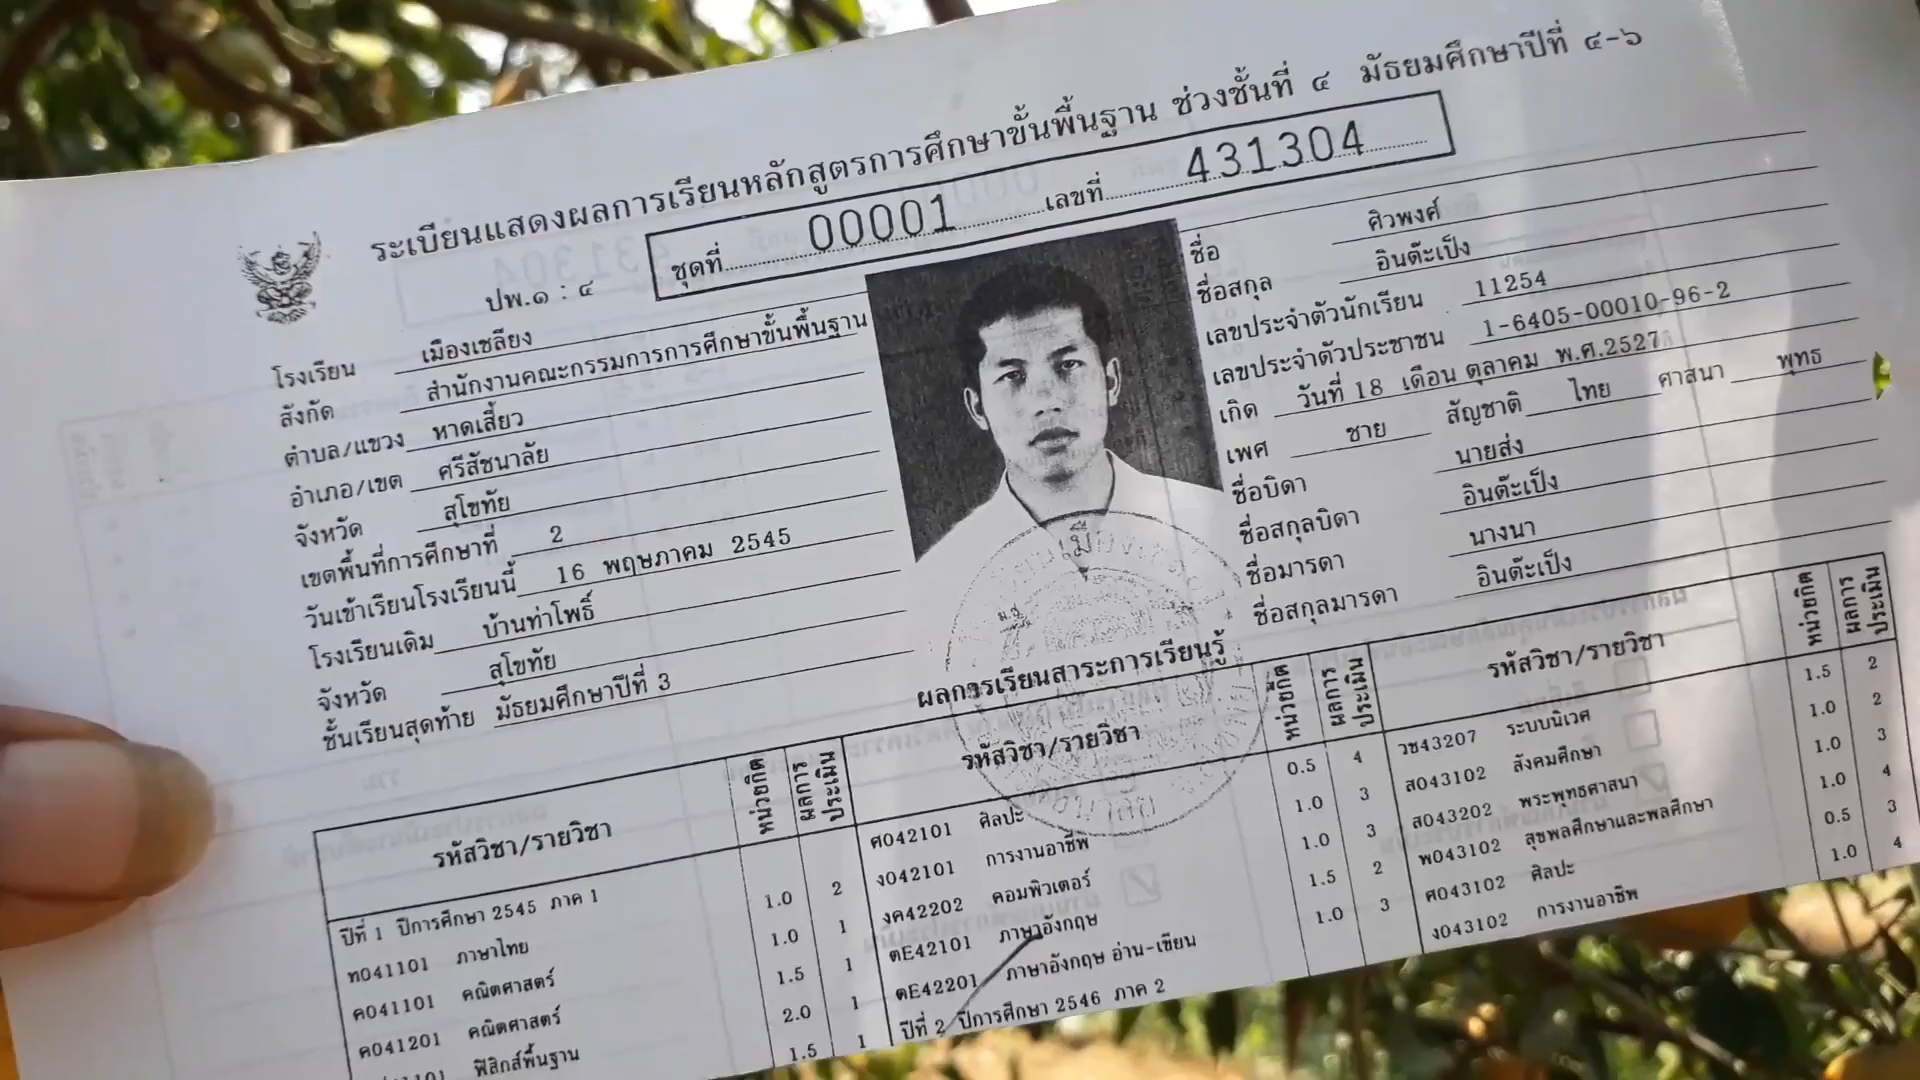 ระเบียนแสดงผลการเรียนหลักสูตรการศึกษาขั้นพื้นฐาน ช่วงชั้นที่ ๔ มัธยมศึกษาปีที่ ๔-๖
ปพ.๑ : ๔
ชุดที่ 00001 เลขที่ 431304
โรงเรียน เมืองเชลียง
สังกัด สำนักงานคณะกรรมการการศึกษาขั้นพื้นฐาน
ตำบล/แขวง หาดเสี้ยว
อำเภอ/เขต ศรีสัชนาลัย
จังหวัด สุโขทัย
เขตพื้นที่การศึกษาที่ 2
วันเข้าเรียนโรงเรียนนี้ 16 พฤษภาคม 2545
โรงเรียนเดิม บ้านท่าโพธิ์
จังหวัด สุโขทัย
ชั้นเรียนสุดท้าย มัธยมศึกษาปีที่ 3
ชื่อ ศิวพงศ์
ชื่อสกุล อินต๊ะเป็ง
เลขประจำตัวนักเรียน 11254
เลขประจำตัวประชาชน 1-6405-00010-96-2
เกิด วันที่ 18 เดือน ตุลาคม พ.ศ.2527
เพศ ชาย สัญชาติ ไทย ศาสนา พุทธ
ชื่อบิดา นายส่ง
ชื่อสกุลบิดา อินต๊ะเป็ง
ชื่อมารดา นางนา
ชื่อสกุลมารดา อินต๊ะเป็ง
ผลการเรียนสาระการเรียนรู้
รหัสวิชา/รายวิชา หน่วยกิต ผลการประเมิน
ปีที่ 1 ปีการศึกษา 2545 ภาค 1
ท041101 ภาษาไทย 1.0 2
ค041101 คณิตศาสตร์ 1.0 1
ค041201 คณิตศาสตร์ 1.5 1
ฟิสิกส์พื้นฐาน 2.0 1
1.5 1
รหัสวิชา/รายวิชา หน่วยกิต ผลการประเมิน
ศ042101 ศิลปะ 0.5 4
ง042101 การงานอาชีพ 1.0 3
งค42202 คอมพิวเตอร์ 1.0 3
ตE42101 ภาษาอังกฤษ 1.5 2
ตE42201 ภาษาอังกฤษ อ่าน-เขียน 1.0 3
ปีที่ 2 ปีการศึกษา 2546 ภาค 2
รหัสวิชา/รายวิชา หน่วยกิต ผลการประเมิน
วช43207 ระบบนิเวศ 1.5 2
ส043102 สังคมศึกษา 1.0 2
ส043202 พระพุทธศาสนา 1.0 3
พ043102 สุขพลศึกษาและพลศึกษา 1.0 4
ศ043102 ศิลปะ 0.5 3
ง043102 การงานอาชีพ 1.0 4